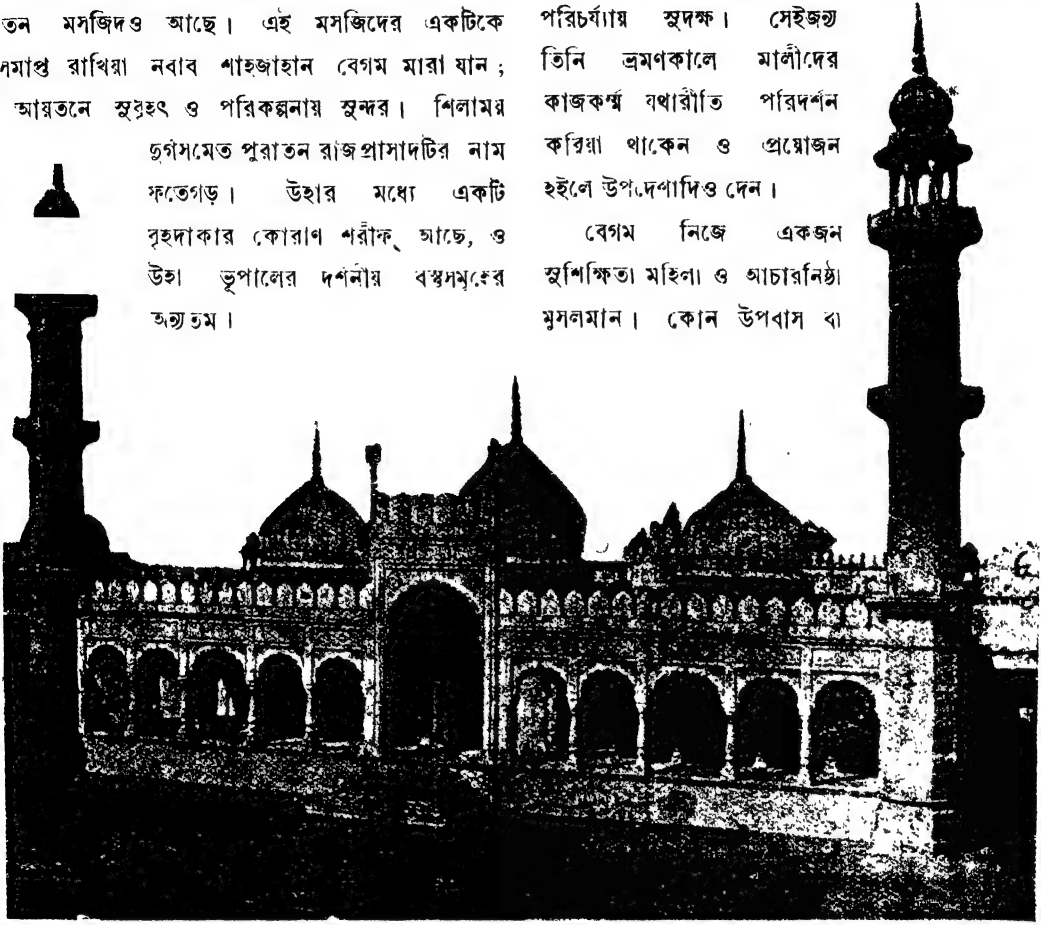 তন মসজিদও আছে। এই মসজিদের একটিকে
সমাপ্ত রাখিয়া নবাব শাহজাহান বেগম মারা যান;
আয়তনে সুবৃহৎ ও পরিকল্পনায় সুন্দর। শিলাময়
দুর্গসমেত পুরাতন রাজপ্রাসাদটির নাম
ফতেগড়। উহার মধ্যে একটি
বৃহদাকার কোরাণ শরীফ্ আছে, ও
উহা ভূপালের দর্শনীয় বস্তুসমূহের
অন্যতম।
পরিচর্য্যায় সুদক্ষ। সেইজন্য
তিনি ভ্রমণকালে মালীদের
কাজকর্ম্ম যথারীতি পরিদর্শন
করিয়া থাকেন ও প্রয়োজন
হইলে উপদেশাদিও দেন।
বেগম নিজে একজন
সুশিক্ষিতা মহিলা ও আচারনিষ্ঠা
মুসলমান। কোন উপবাস বা